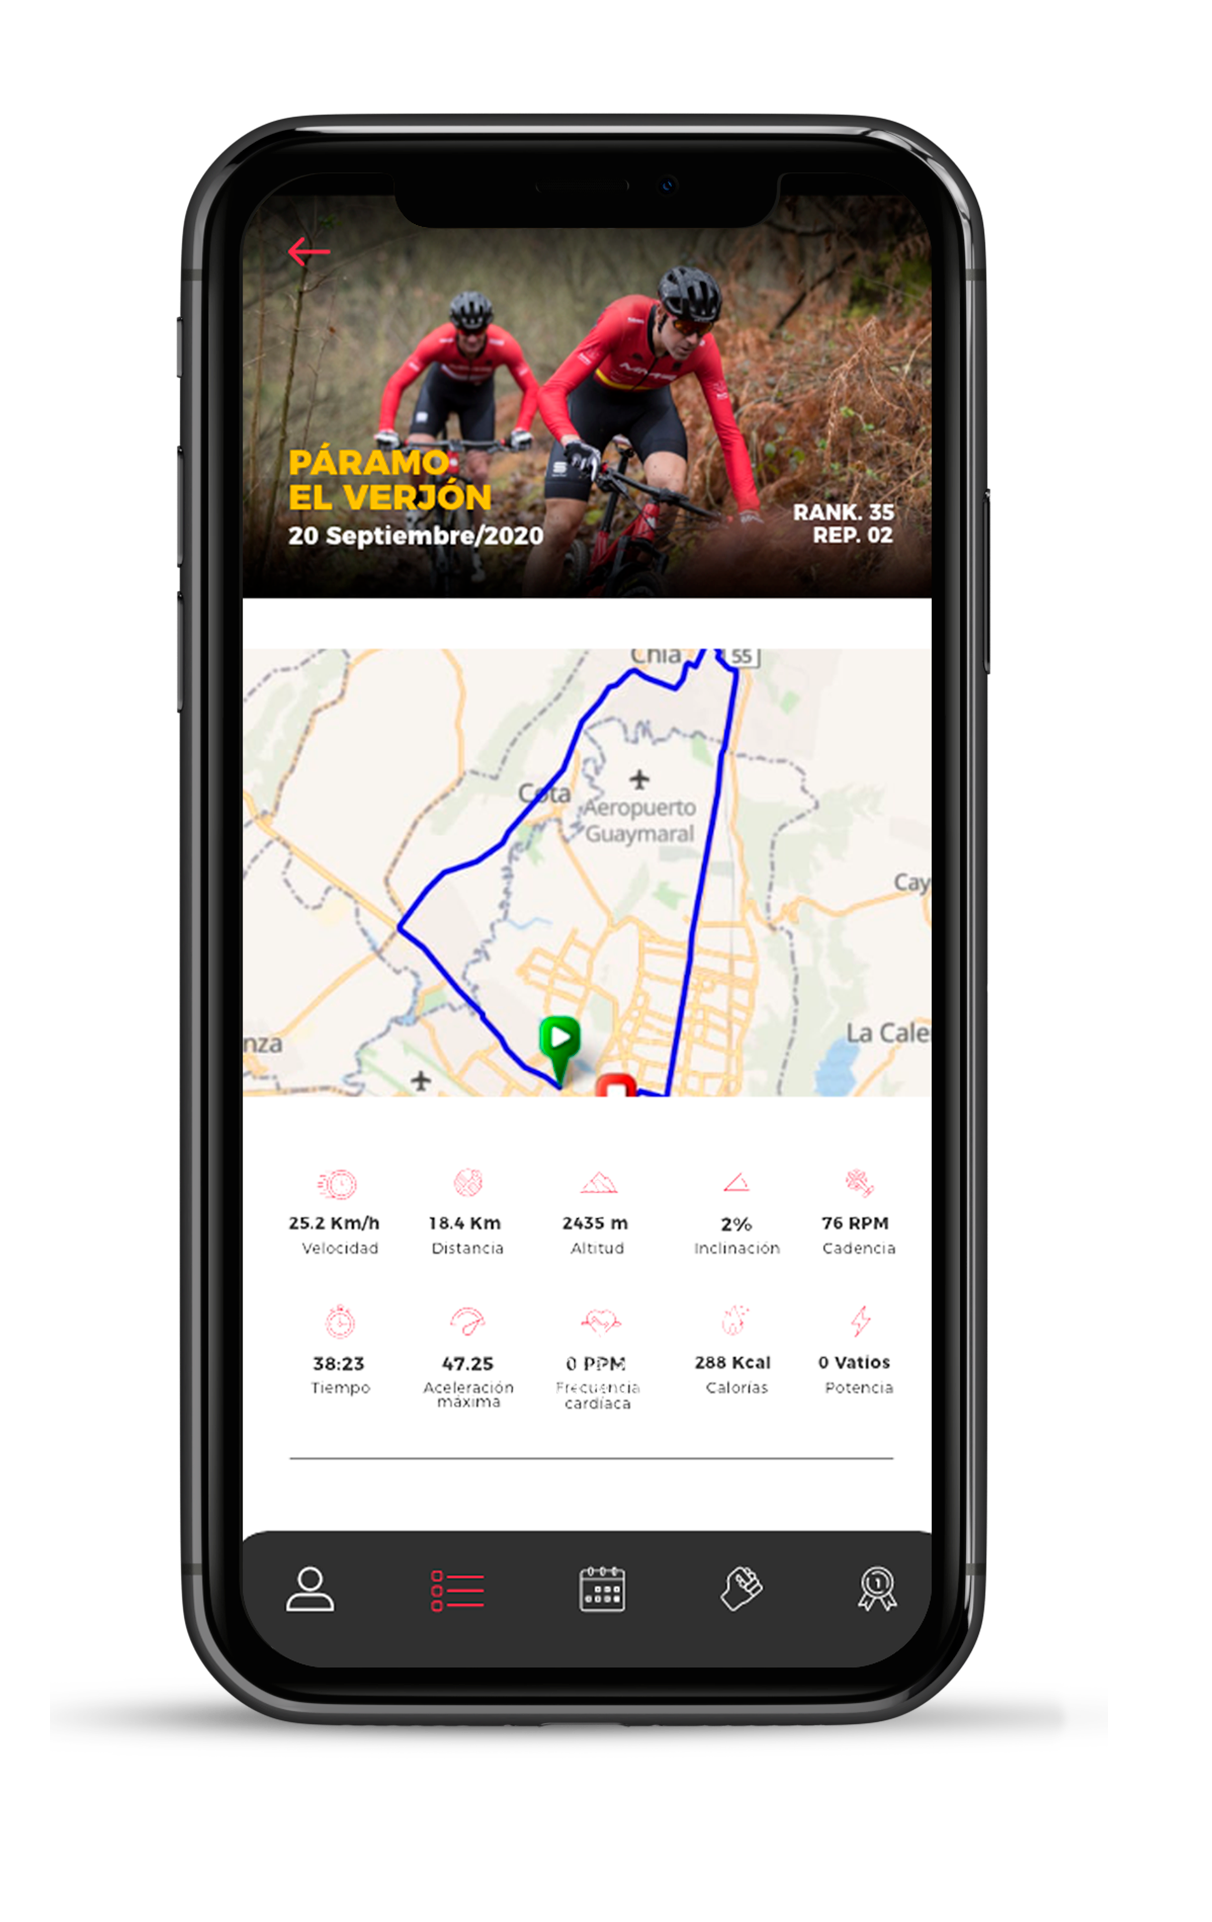 PÁRAMO
EL VERJÓN
20 Septiembre/2020
RANK. 35
REP. 02
Chía
55
Cota
Aeropuerto
Guaymaral
Cay
La Cale
nza
25.2 Km/h
18.4 Km
2435 m
2%
76 RPM
Velocidad
Distancia
Altitud
Inclinación
Cadencia
38:23
47.25
0 PPM
288 Kcal
0 Vatios
Tiempo
Aceleración
máxima
Frecuencia
cardíaca
Calorías
Potencia
1